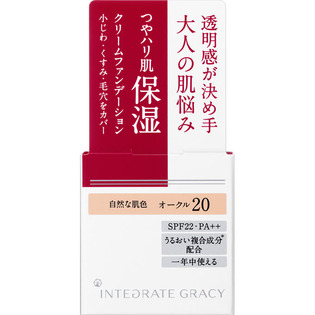 透明感が決め手
大人の肌悩み
つやハリ肌 保湿
クリームファンデーション
小じわ・くすみ・毛穴をカバー
自然な肌色 オークル20
SPF22・PA++
うるおい複合成分*
配合
一年中使える
INTEGRATE GRACY